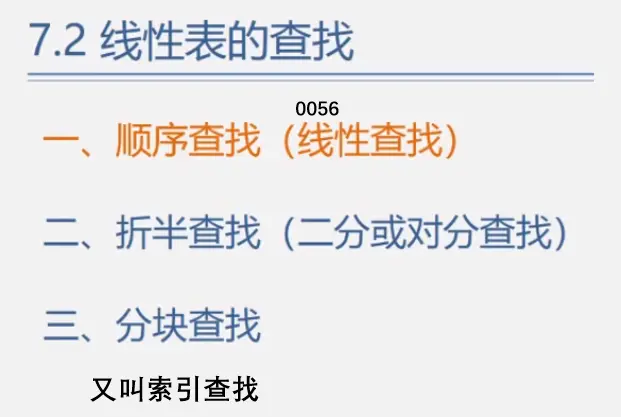 7.2 线性表的查找
0056
一、顺序查找（线性查找）
二、折半查找（二分或对分查找）
三、分块查找
又叫索引查找